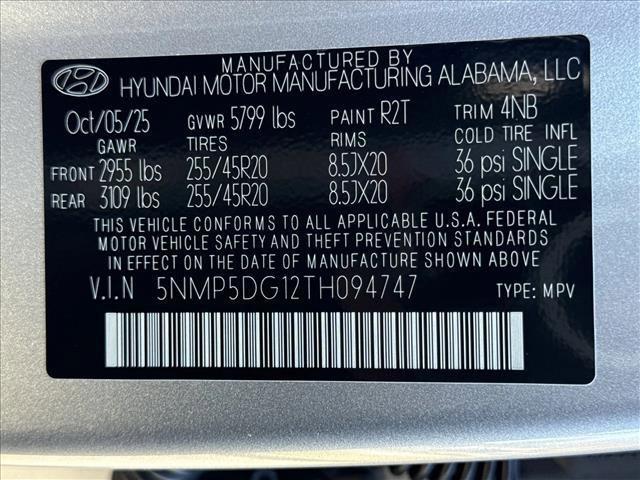 MANUFACTURED BY
HYUNDAI MOTOR MANUFACTURING ALABAMA, LLC
Oct/05/25 GVWR 5799 lbs PAINT R2T TRIM 4NB
GAWR TIRES RIMS COLD TIRE INFL
FRONT 2955 lbs 255/45R20 8.5JX20 36 psi SINGLE
REAR 3109 lbs 255/45R20 8.5JX20 36 psi SINGLE
THIS VEHICLE CONFORMS TO ALL APPLICABLE U.S.A. FEDERAL
MOTOR VEHICLE SAFETY AND THEFT PREVENTION STANDARDS
IN EFFECT ON THE DATE OF MANUFACTURE SHOWN ABOVE.
V.I.N 5NMP5DG12TH094747 TYPE: MPV